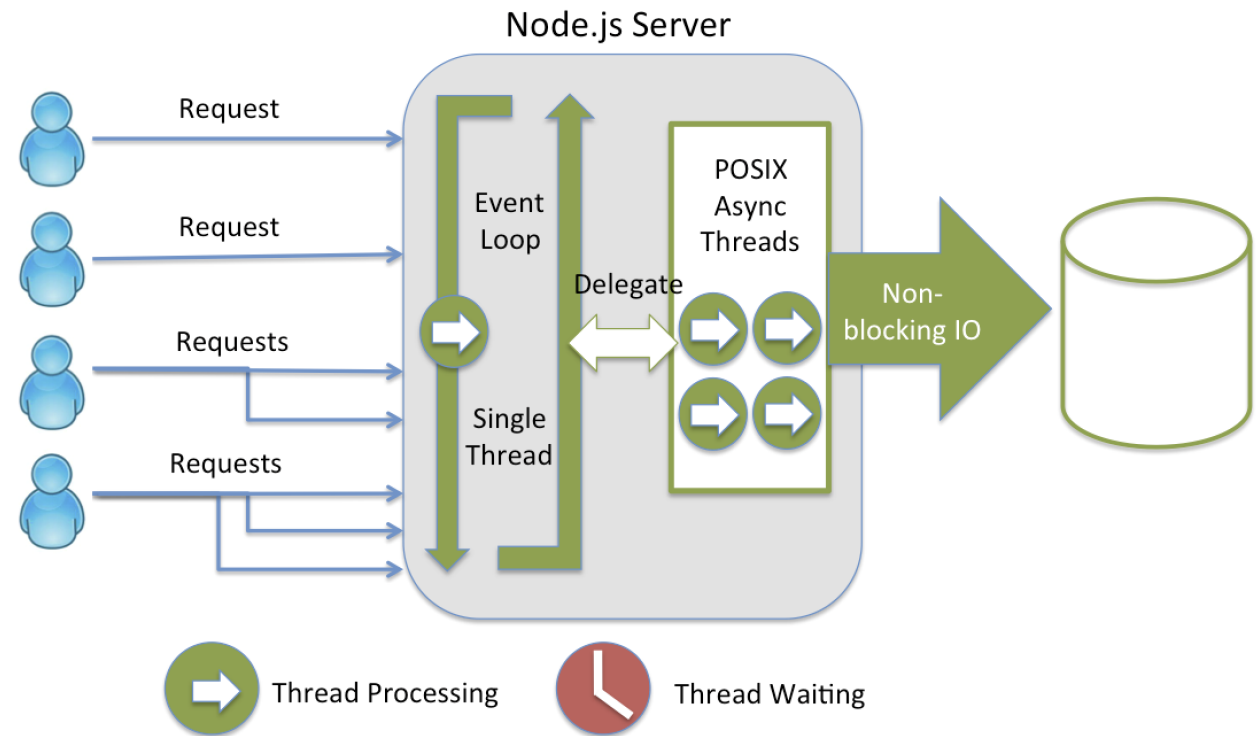 Node.js Server
Request
Request
Requests
Requests
Event
Loop
Single
Thread
Delegate
POSIX
Async
Threads
Non-
blocking IO
Thread Processing
Thread Waiting